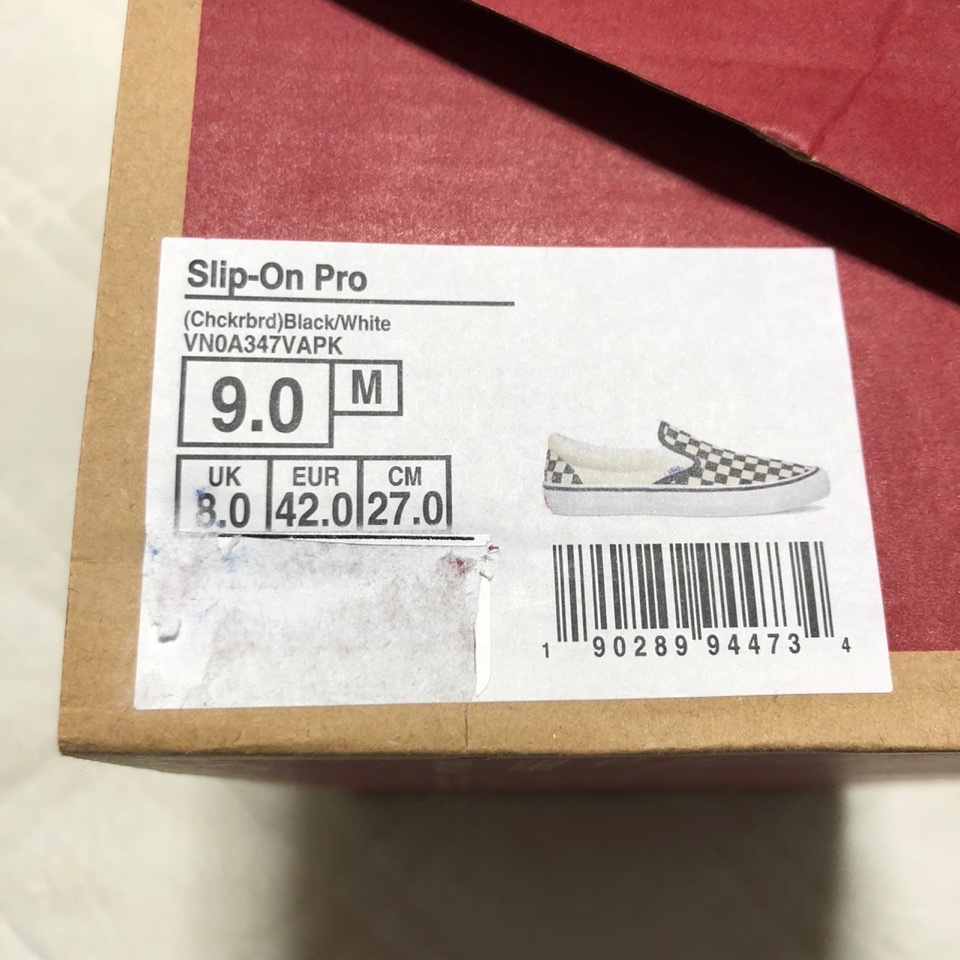 Slip-On Pro
(Chckrbrd)Black/White
VN0A347VAPK
9.0 M
UK EUR CM
8.0 42.0 27.0
1 90289 94473 4